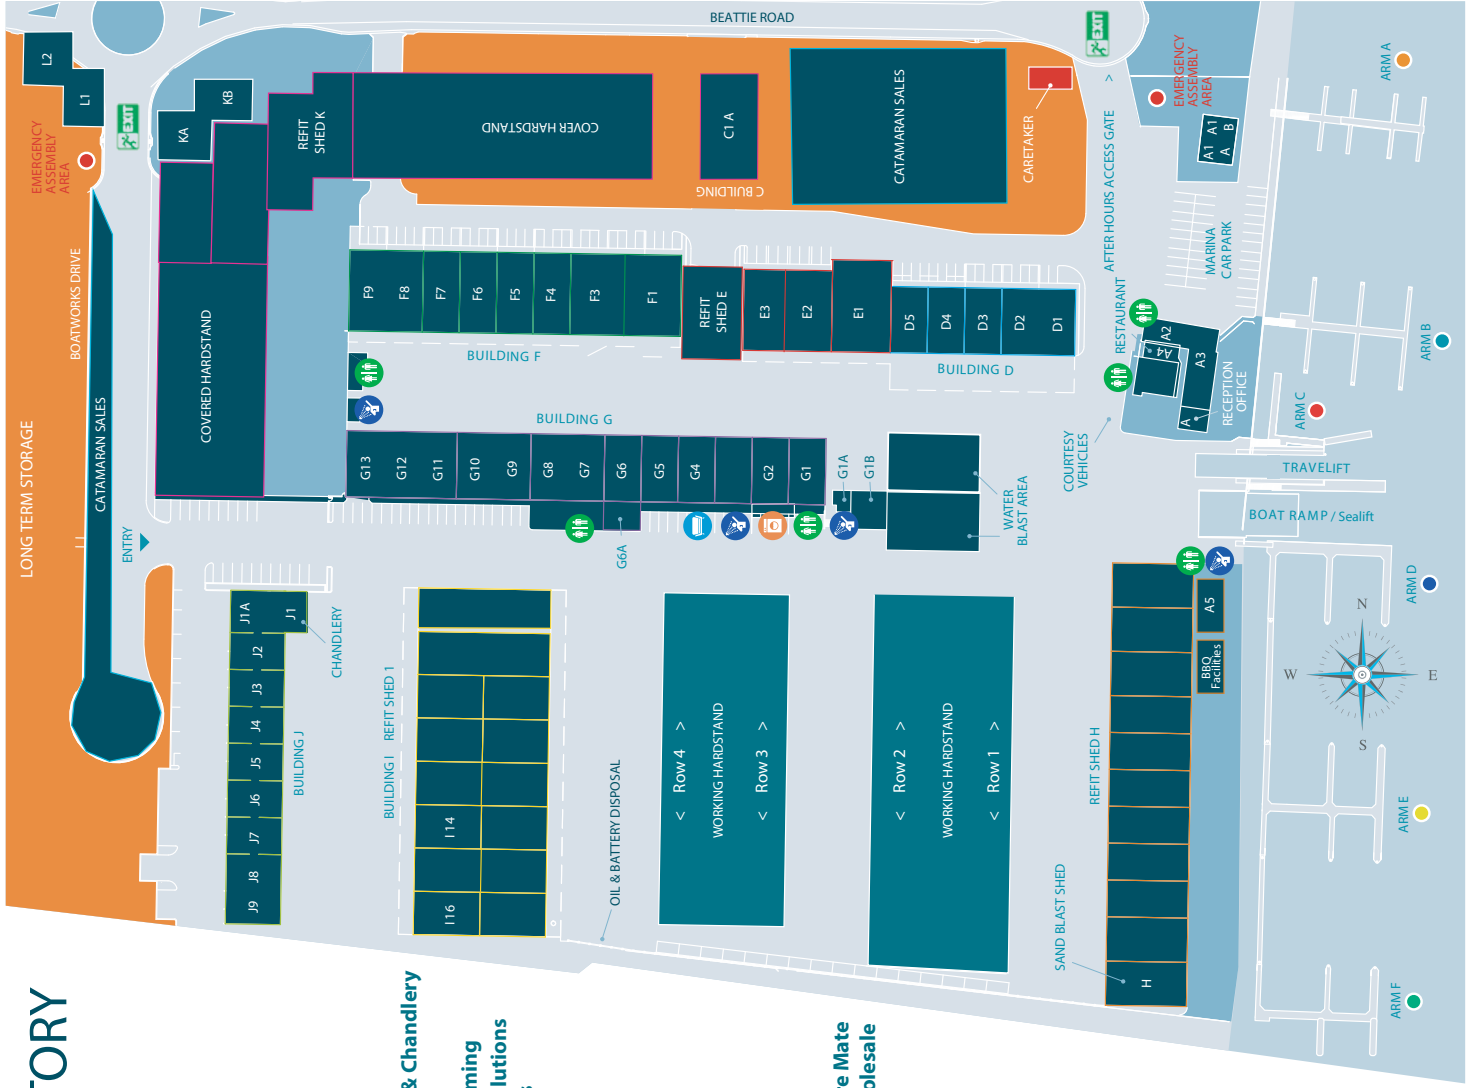 BEATTIE ROAD
EXIT
EMERGENCY
ASSEMBLY
AREA
ARM A
L2
L1
EXIT
EMERGENCY
ASSEMBLY
AREA
KA
KB
REFIT
SHED K
COVER HARDSTAND
C1 A
C BUILDING
CATAMARAN SALES
CARETAKER
AFTER HOURS ACCESS GATE >
A1
A
A1
B
MARINA
CAR PARK
BOATWORKS DRIVE
LONG TERM STORAGE
CATAMARAN SALES
COVERED HARDSTAND
F9
F8
F7
F6
F5
F4
F3
F1
BUILDING F
REFIT
SHED E
E3
E2
E1
D5
D4
D3
D2
D1
BUILDING D
RESTAURANT
A2
A4
A3
A
RECEPTION
OFFICE
ARM B
ARM C
COURTESY
VEHICLES
TRAVELIFT
BOAT RAMP / Sealift
BUILDING G
G13
G12
G11
G10
G9
G8
G7
G6
G5
G4
G2
G1
G1A
G1B
G6A
WATER
BLAST AREA
ENTRY
J1A
J1
CHANDLERY
J2
J3
J4
J5
J6
J7
J8
J9
BUILDING J
BUILDING I REFIT SHED 1
I14
I16
OIL & BATTERY DISPOSAL
< Row 4 >
WORKING HARDSTAND
< Row 3 >
< Row 2 >
WORKING HARDSTAND
< Row 1 >
REFIT SHED H
SAND BLAST SHED
H
A5
BBQ
Facilities
ARM D
N
W
E
S
ARM E
ARM F
TORY
& Chandlery
ming
lutions
s
re Mate
olesale